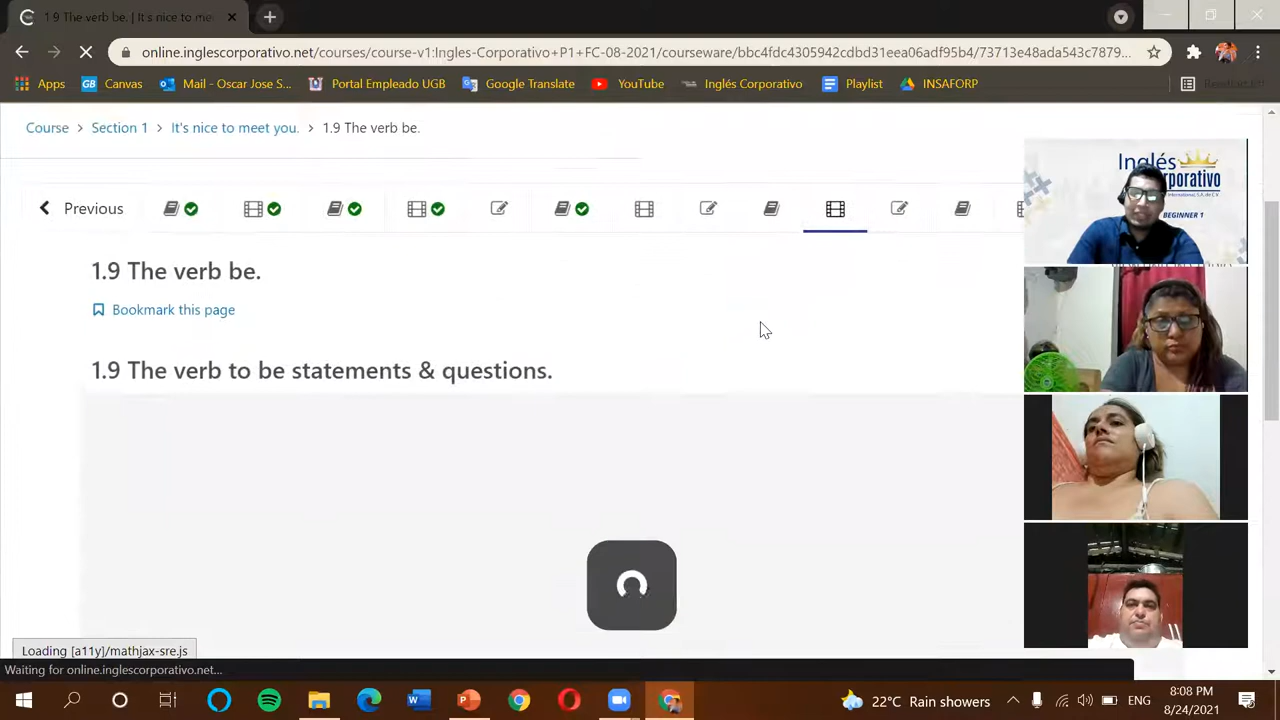 1.9 The verb be. | It's nice to me
online.inglescorporativo.net/courses/course-v1:Ingles-Corporativo+P1+FC-08-2021/courseware/bbc4fdc4305942cdbd31eea06adf95b4/73713e48ada543c7879...
Apps Canvas Mail - Oscar Jose S... Portal Empleado UGB Google Translate YouTube Inglés Corporativo Playlist INSAFORP
Course > Section 1 > It's nice to meet you. > 1.9 The verb be.
Previous
1.9 The verb be.
Bookmark this page
1.9 The verb to be statements & questions.
Inglés
rporativo
BEGINNER 1
Loading [a11y]/mathjax-sre.js
Waiting for online.inglescorporativo.net...
22°C Rain showers
ENG
8:08 PM
8/24/2021